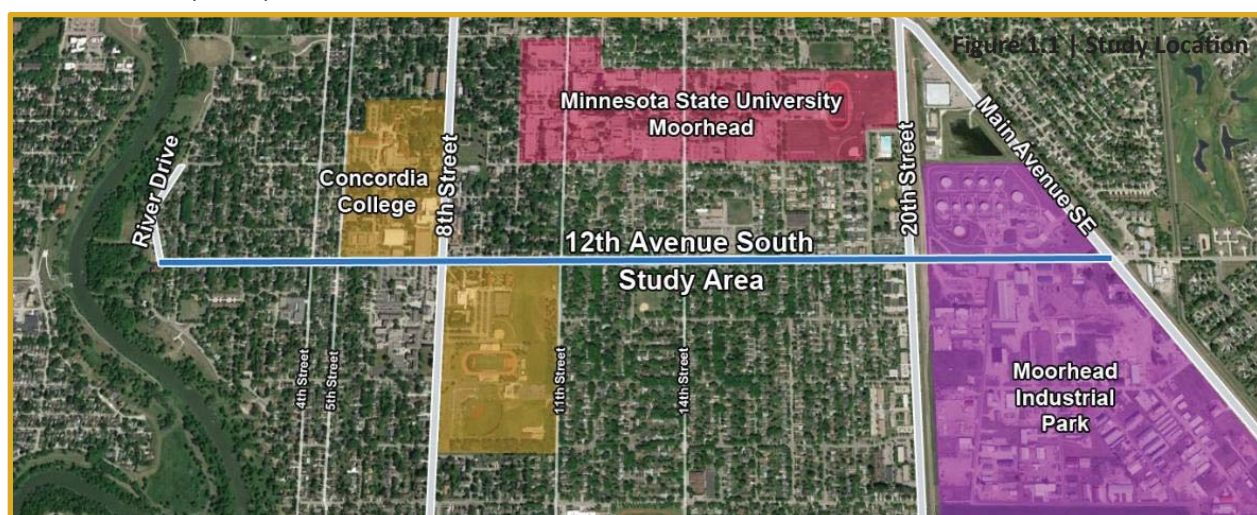 Figure 1.1 | Study Location
Minnesota State University
Moorhead
Main Avenue SE
Concordia
College
8th Street
20th Street
River Drive
12th Avenue South
Study Area
4th Street
5th Street
11th Street
14th Street
Moorhead
Industrial
Park